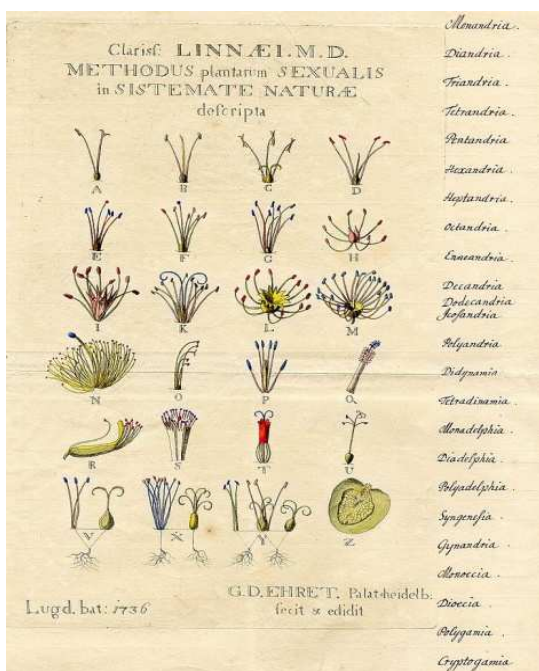 Clariss: LINNÆI. M. D.
METHODUS plantarum SEXUALIS
in SISTEMATE NATURÆ
descripta
A B C D
E F G H
I K L M
N O P Q
R S T U
V X Y Z
Lugd. bat: 1736
G. D. EHRET. Palat-heidelb:
fecit & edidit
Monandria.
Diandria.
Triandria.
Tetrandria.
Pentandria
Hexandria.
Heptandria.
Octandria.
Enneandria.
Decandria
Dodecandria
Icosandria.
Polyandria.
Didynamia.
Tetradinamia.
Monadelphia.
Diadelphia.
Polyadelphia.
Syngenesia.
Gynandria.
Monoecia.
Dioecia.
Polygamia.
Cryptogamia